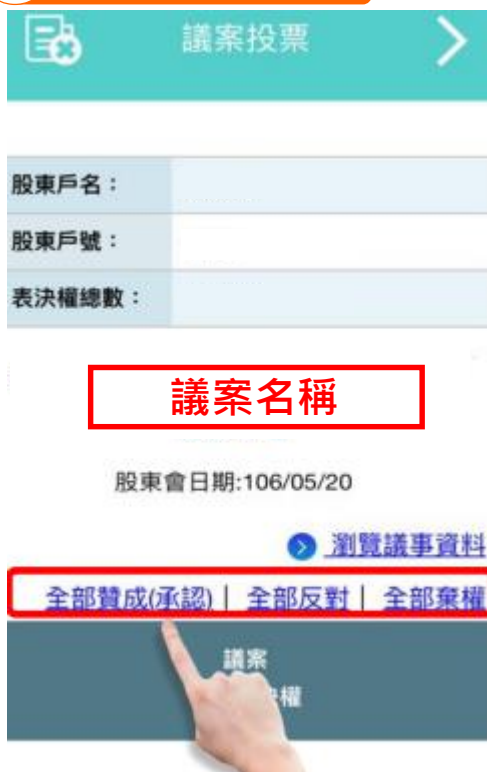 議案投票
股東戶名：
股東戶號：
表決權總數：
議案名稱
股東會日期:106/05/20
瀏覽議事資料
全部贊成(承認)| 全部反對| 全部棄權
議案
權